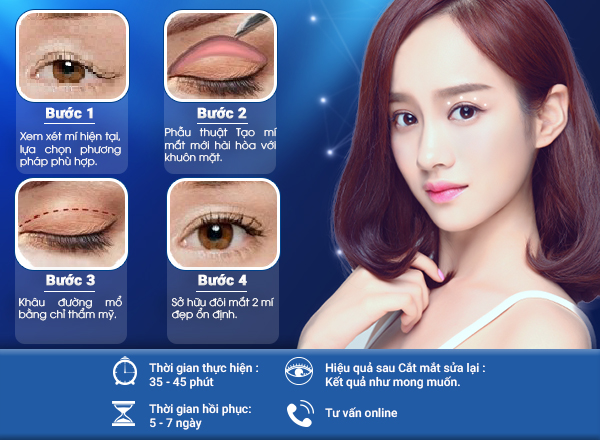 Bước 1
Xem xét mí hiện tại,
lựa chọn phương
pháp phù hợp.
Bước 2
Phẫu thuật Tạo mí
mắt mới hài hòa với
khuôn mặt.
Bước 3
Khâu đường mổ
bằng chỉ thẩm mỹ.
Bước 4
Sở hữu đôi mắt 2 mí
đẹp ổn định.
Thời gian thực hiện :
35 - 45 phút
Thời gian hồi phục:
5 - 7 ngày
Hiệu quả sau Cắt mắt sửa lại :
Kết quả như mong muốn.
Tư vấn online